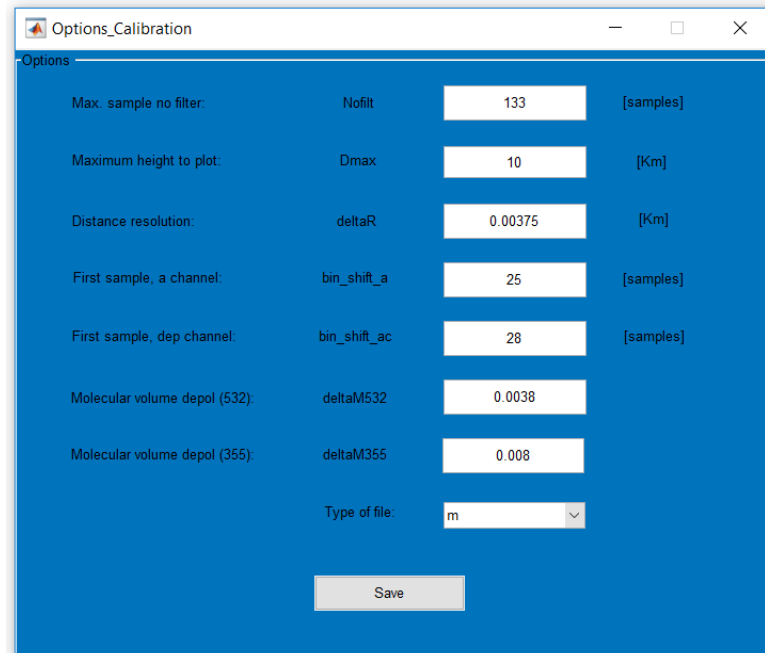 Options_Calibration
Options
Max. sample no filter: Nofilt 133 [samples]
Maximum height to plot: Dmax 10 [Km]
Distance resolution: deltaR 0.00375 [Km]
First sample, a channel: bin_shift_a 25 [samples]
First sample, dep channel: bin_shift_ac 28 [samples]
Molecular volume depol (532): deltaM532 0.0038
Molecular volume depol (355): deltaM355 0.008
Type of file: m
Save